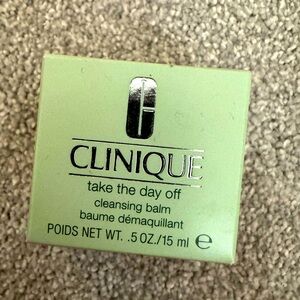 CLINIQUE
take the day off
cleansing balm
baume démaquillant
POIDS NET WT. .5 OZ./15 ml ℮